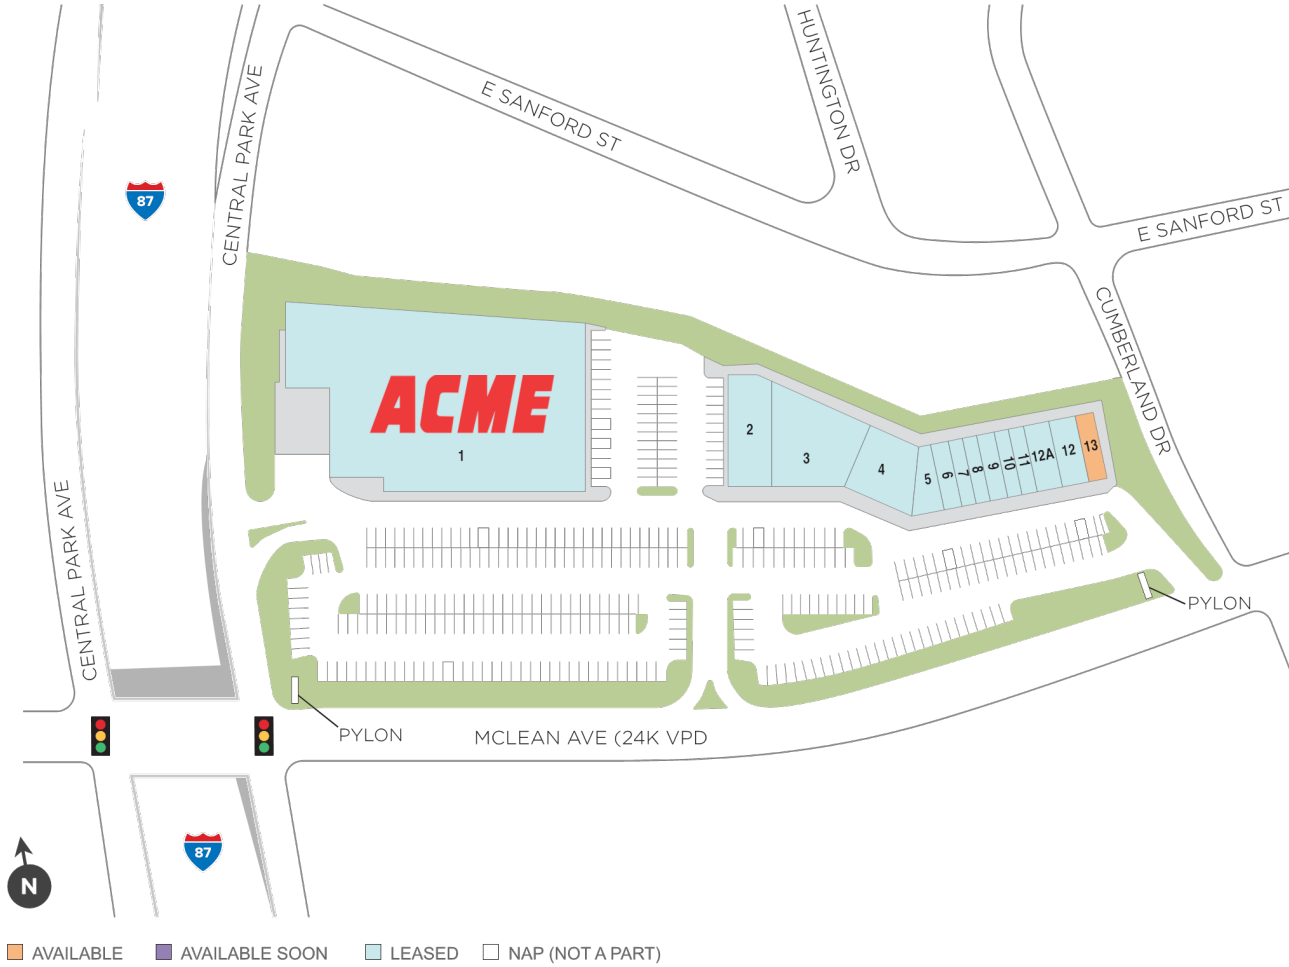 HUNTINGTON DR
CENTRAL PARK AVE
E SANFORD ST
87
E SANFORD ST
CUMBERLAND DR
ACME
1
2
3
4
5
6
7
8
9
10
11
12A
12
13
CENTRAL PARK AVE
PYLON
PYLON
MCLEAN AVE (24K VPD
87
N
AVAILABLE
AVAILABLE SOON
LEASED
NAP (NOT A PART)